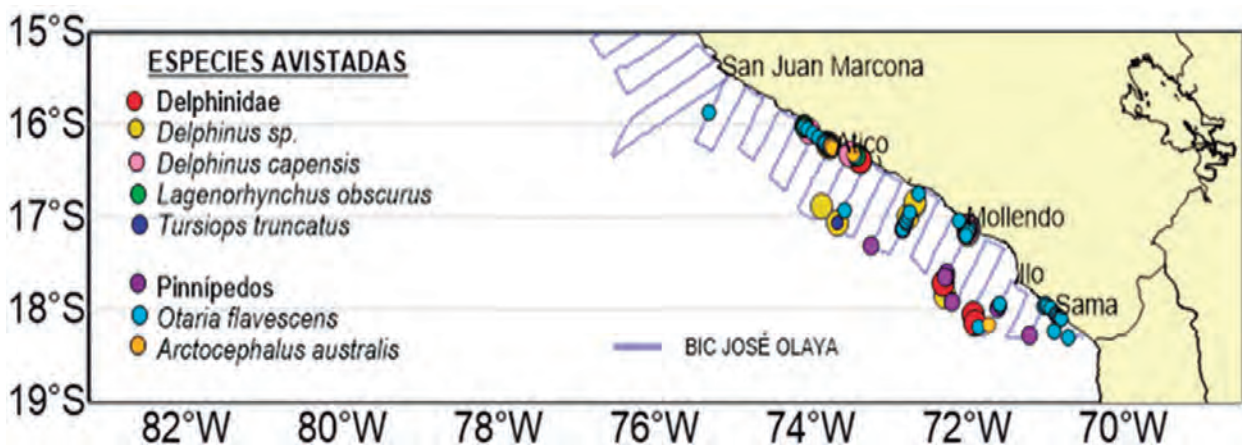 15°S
16°S
17°S
18°S
19°S
ESPECIES AVISTADAS
Delphinidae
Delphinus sp.
Delphinus capensis
Lagenorhynchus obscurus
Tursiops truncatus
Pinnípedos
Otaria flavescens
Arctocephalus australis
BIC JOSÉ OLAYA
San Juan Marcona
Atico
Mollendo
Ilo
Sama
82°W 80°W 78°W 76°W 74°W 72°W 70°W